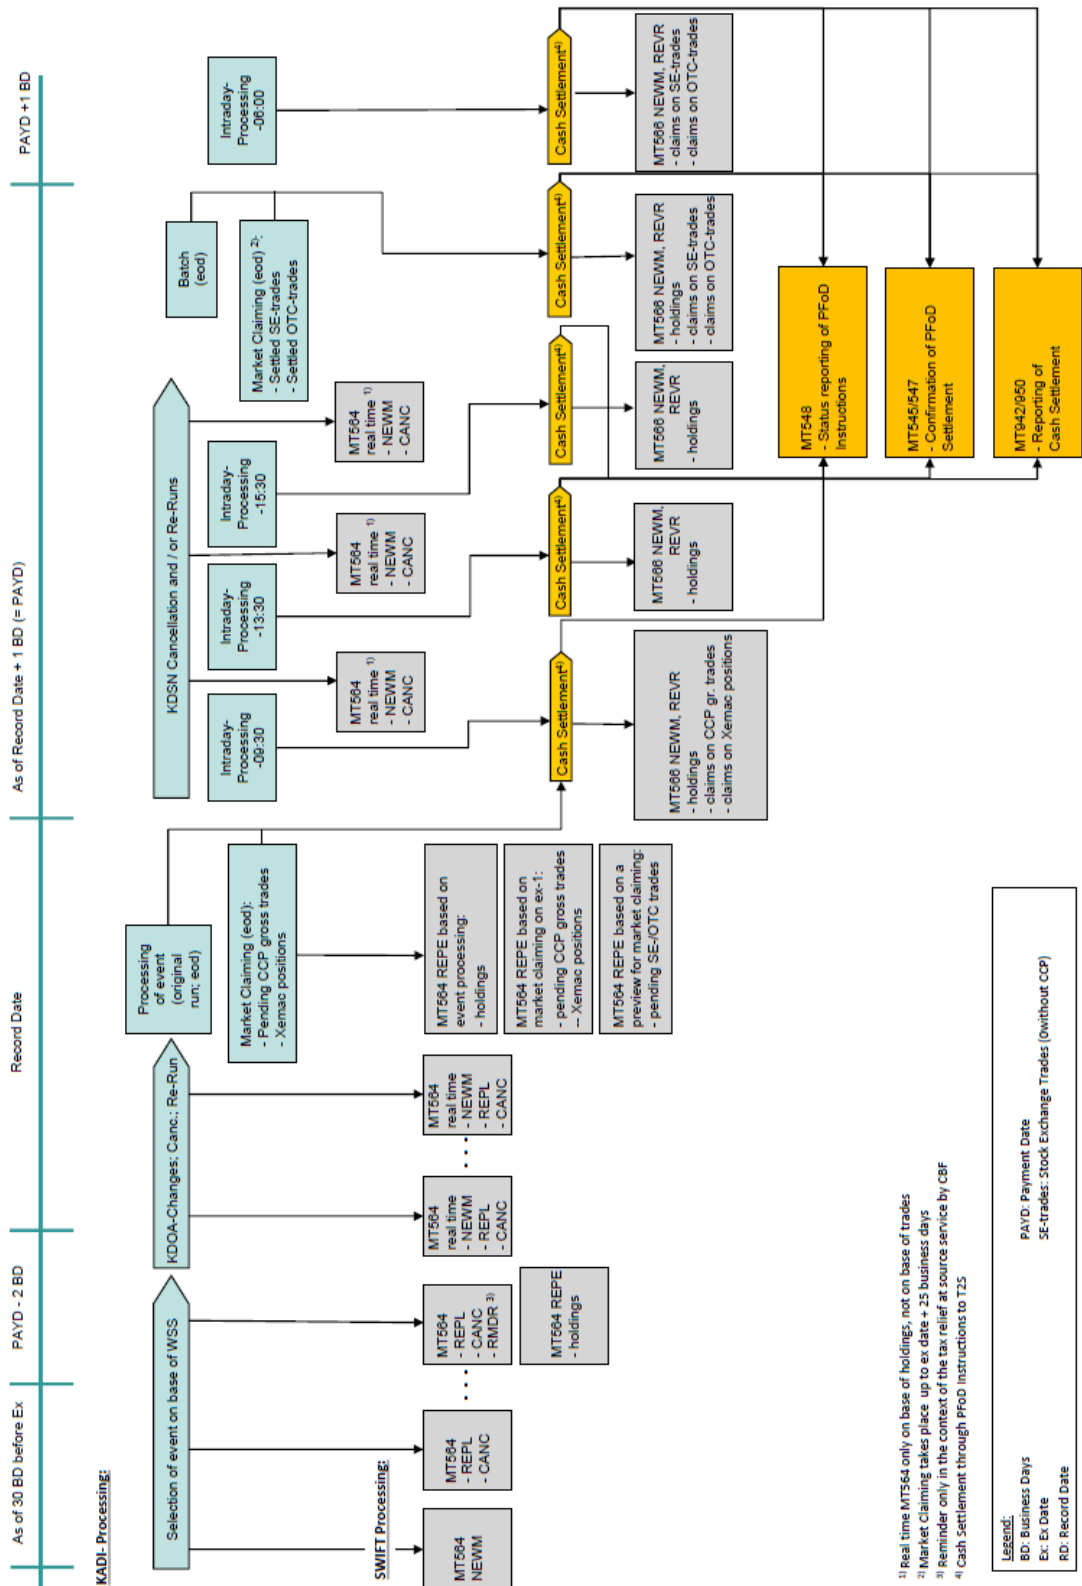 As of 30 BD before Ex
PAYD - 2 BD
Record Date
As of Record Date + 1 BD (= PAYD)
PAYD +1 BD
KADI- Processing:
Selection of event on base of WSS
KDOA-Changes; Canc.; Re-Run
Processing
of event
(original
run; eod)
Market Claiming (eod):
- Pending CCP gross trades
- Xemac positions
KDSN Cancellation and / or Re-Runs
Intraday-
Processing
-09:30
Intraday-
Processing
-13:30
Intraday-
Processing
-15:30
Batch
(eod)
Market Claiming (eod) 2):
- Settled SE-trades
- Settled OTC-trades
Intraday-
Processing
-06:00
MT564
real time 1)
- NEWM
- CANC
MT564
real time 1)
- NEWM
- CANC
MT564
real time 1)
- NEWM
- CANC
SWIFT Processing:
MT564
NEWM
MT564
- REPL
- CANC
. . .
MT564
- REPL
- CANC
- RMDR 3)
MT564 REPE
- holdings
MT564
real time
- NEWM
- REPL
- CANC
. . .
MT564
real time
- NEWM
- REPL
- CANC
MT564 REPE based on
event processing:
- holdings
MT564 REPE based on
market claiming on ex-1:
- pending CCP gross trades
-- Xemac positions
MT564 REPE based on a
preview for market claiming:
- pending SE-/OTC trades
Cash Settlement4)
Cash Settlement4)
Cash Settlement4)
Cash Settlement4)
Cash Settlement4)
MT566 NEWM, REVR
- holdings
- claims on CCP gr. trades
- claims on Xemac positions
MT566 NEWM,
REVR
- holdings
MT566 NEWM,
REVR
- holdings
MT566 NEWM, REVR
- holdings
- claims on SE-trades
- claims on OTC-trades
MT566 NEWM, REVR
- claims on SE-trades
- claims on OTC-trades
MT548
- Status reporting of PFoD
Instructions
MT545/547
- Confirmation of PFoD
Settlement
MT942/950
- Reporting of
Cash Settlement
1) Real time MT564 only on base of holdings, not on base of trades
2) Market Claiming takes place up to ex date + 25 business days
3) Reminder only in the context of the tax relief at source service by CBF
4) Cash Settlement through PFoD Instructions to T2S
Legend:
BD: Business Days
Ex: Ex Date
RD: Record Date
PAYD: Payment Date
SE-trades: Stock Exchange Trades (0without CCP)